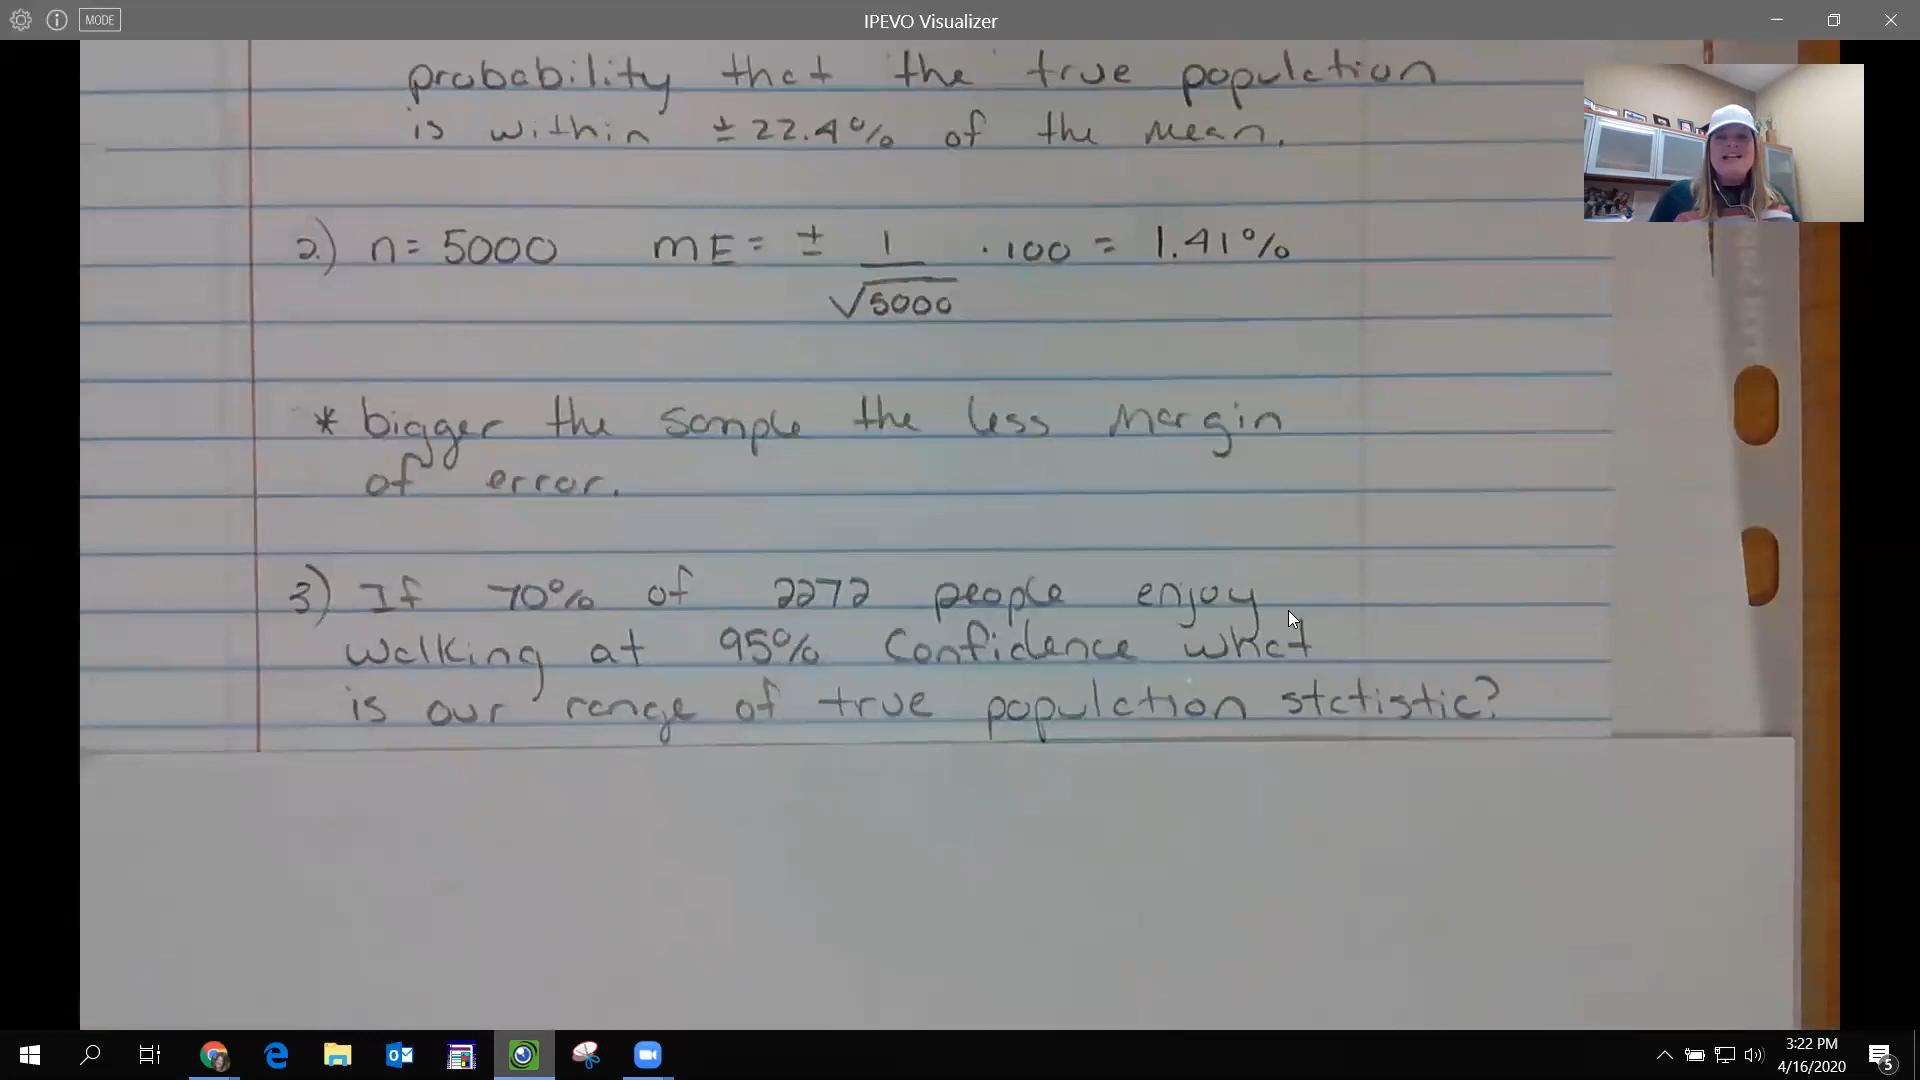 MODE
IPEVO Visualizer
probability that the true population
is within ± 22.4% of the mean.
2.) n = 5000 ME = ± 1/√5000 · 100 = 1.41%
* bigger the sample the less margin
of error.
3) If 70% of 2272 people enjoy
walking at 95% confidence what
is our range of true population statistic?
3:22 PM
4/16/2020
5